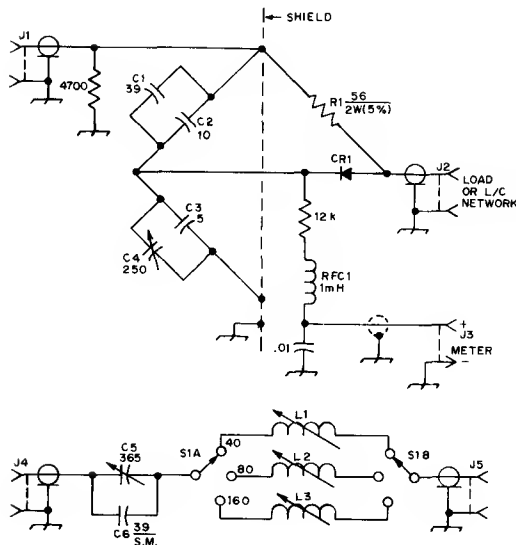 ← SHIELD
J1
4700
C1
39
C2
10
R1 56
2W(5%)
CR1
J2
LOAD
OR L/C
NETWORK
C3
5
C4
250
12 k
RFC1
1mH
.01
+
J3
METER
-
J4
C5
365
C6 39
S.M.
S1A
40
80
160
L1
L2
L3
S1B
J5